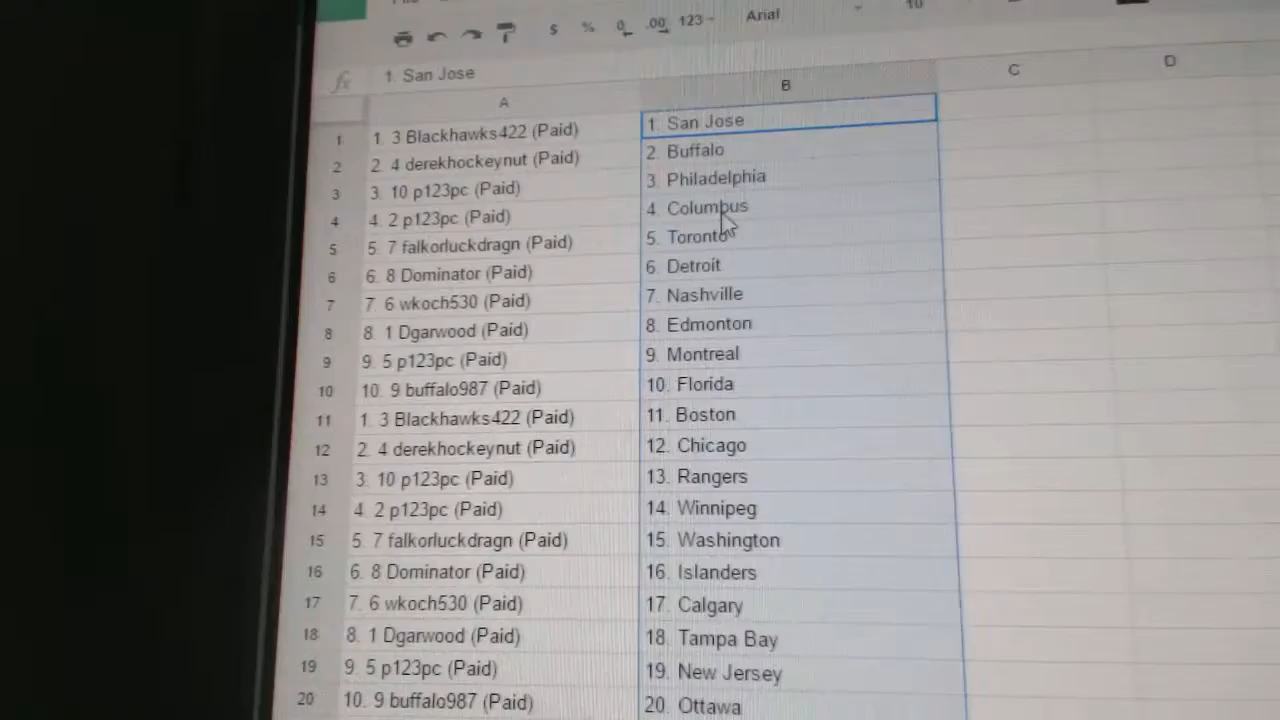 $ % .0 .00 123 Arial 10
fx 1. San Jose
A B C D
1 1. 3 Blackhawks422 (Paid) 1. San Jose
2 2. 4 derekhockeynut (Paid) 2. Buffalo
3 3. 10 p123pc (Paid) 3. Philadelphia
4 4. 2 p123pc (Paid) 4. Columbus
5 5. 7 falkorluckdragn (Paid) 5. Toronto
6 6. 8 Dominator (Paid) 6. Detroit
7 7. 6 wkoch530 (Paid) 7. Nashville
8 8. 1 Dgarwood (Paid) 8. Edmonton
9 9. 5 p123pc (Paid) 9. Montreal
10 10. 9 buffalo987 (Paid) 10. Florida
11 1. 3 Blackhawks422 (Paid) 11. Boston
12 2. 4 derekhockeynut (Paid) 12. Chicago
13 3. 10 p123pc (Paid) 13. Rangers
14 4. 2 p123pc (Paid) 14. Winnipeg
15 5. 7 falkorluckdragn (Paid) 15. Washington
16 6. 8 Dominator (Paid) 16. Islanders
17 7. 6 wkoch530 (Paid) 17. Calgary
18 8. 1 Dgarwood (Paid) 18. Tampa Bay
19 9. 5 p123pc (Paid) 19. New Jersey
20 10. 9 buffalo987 (Paid) 20. Ottawa